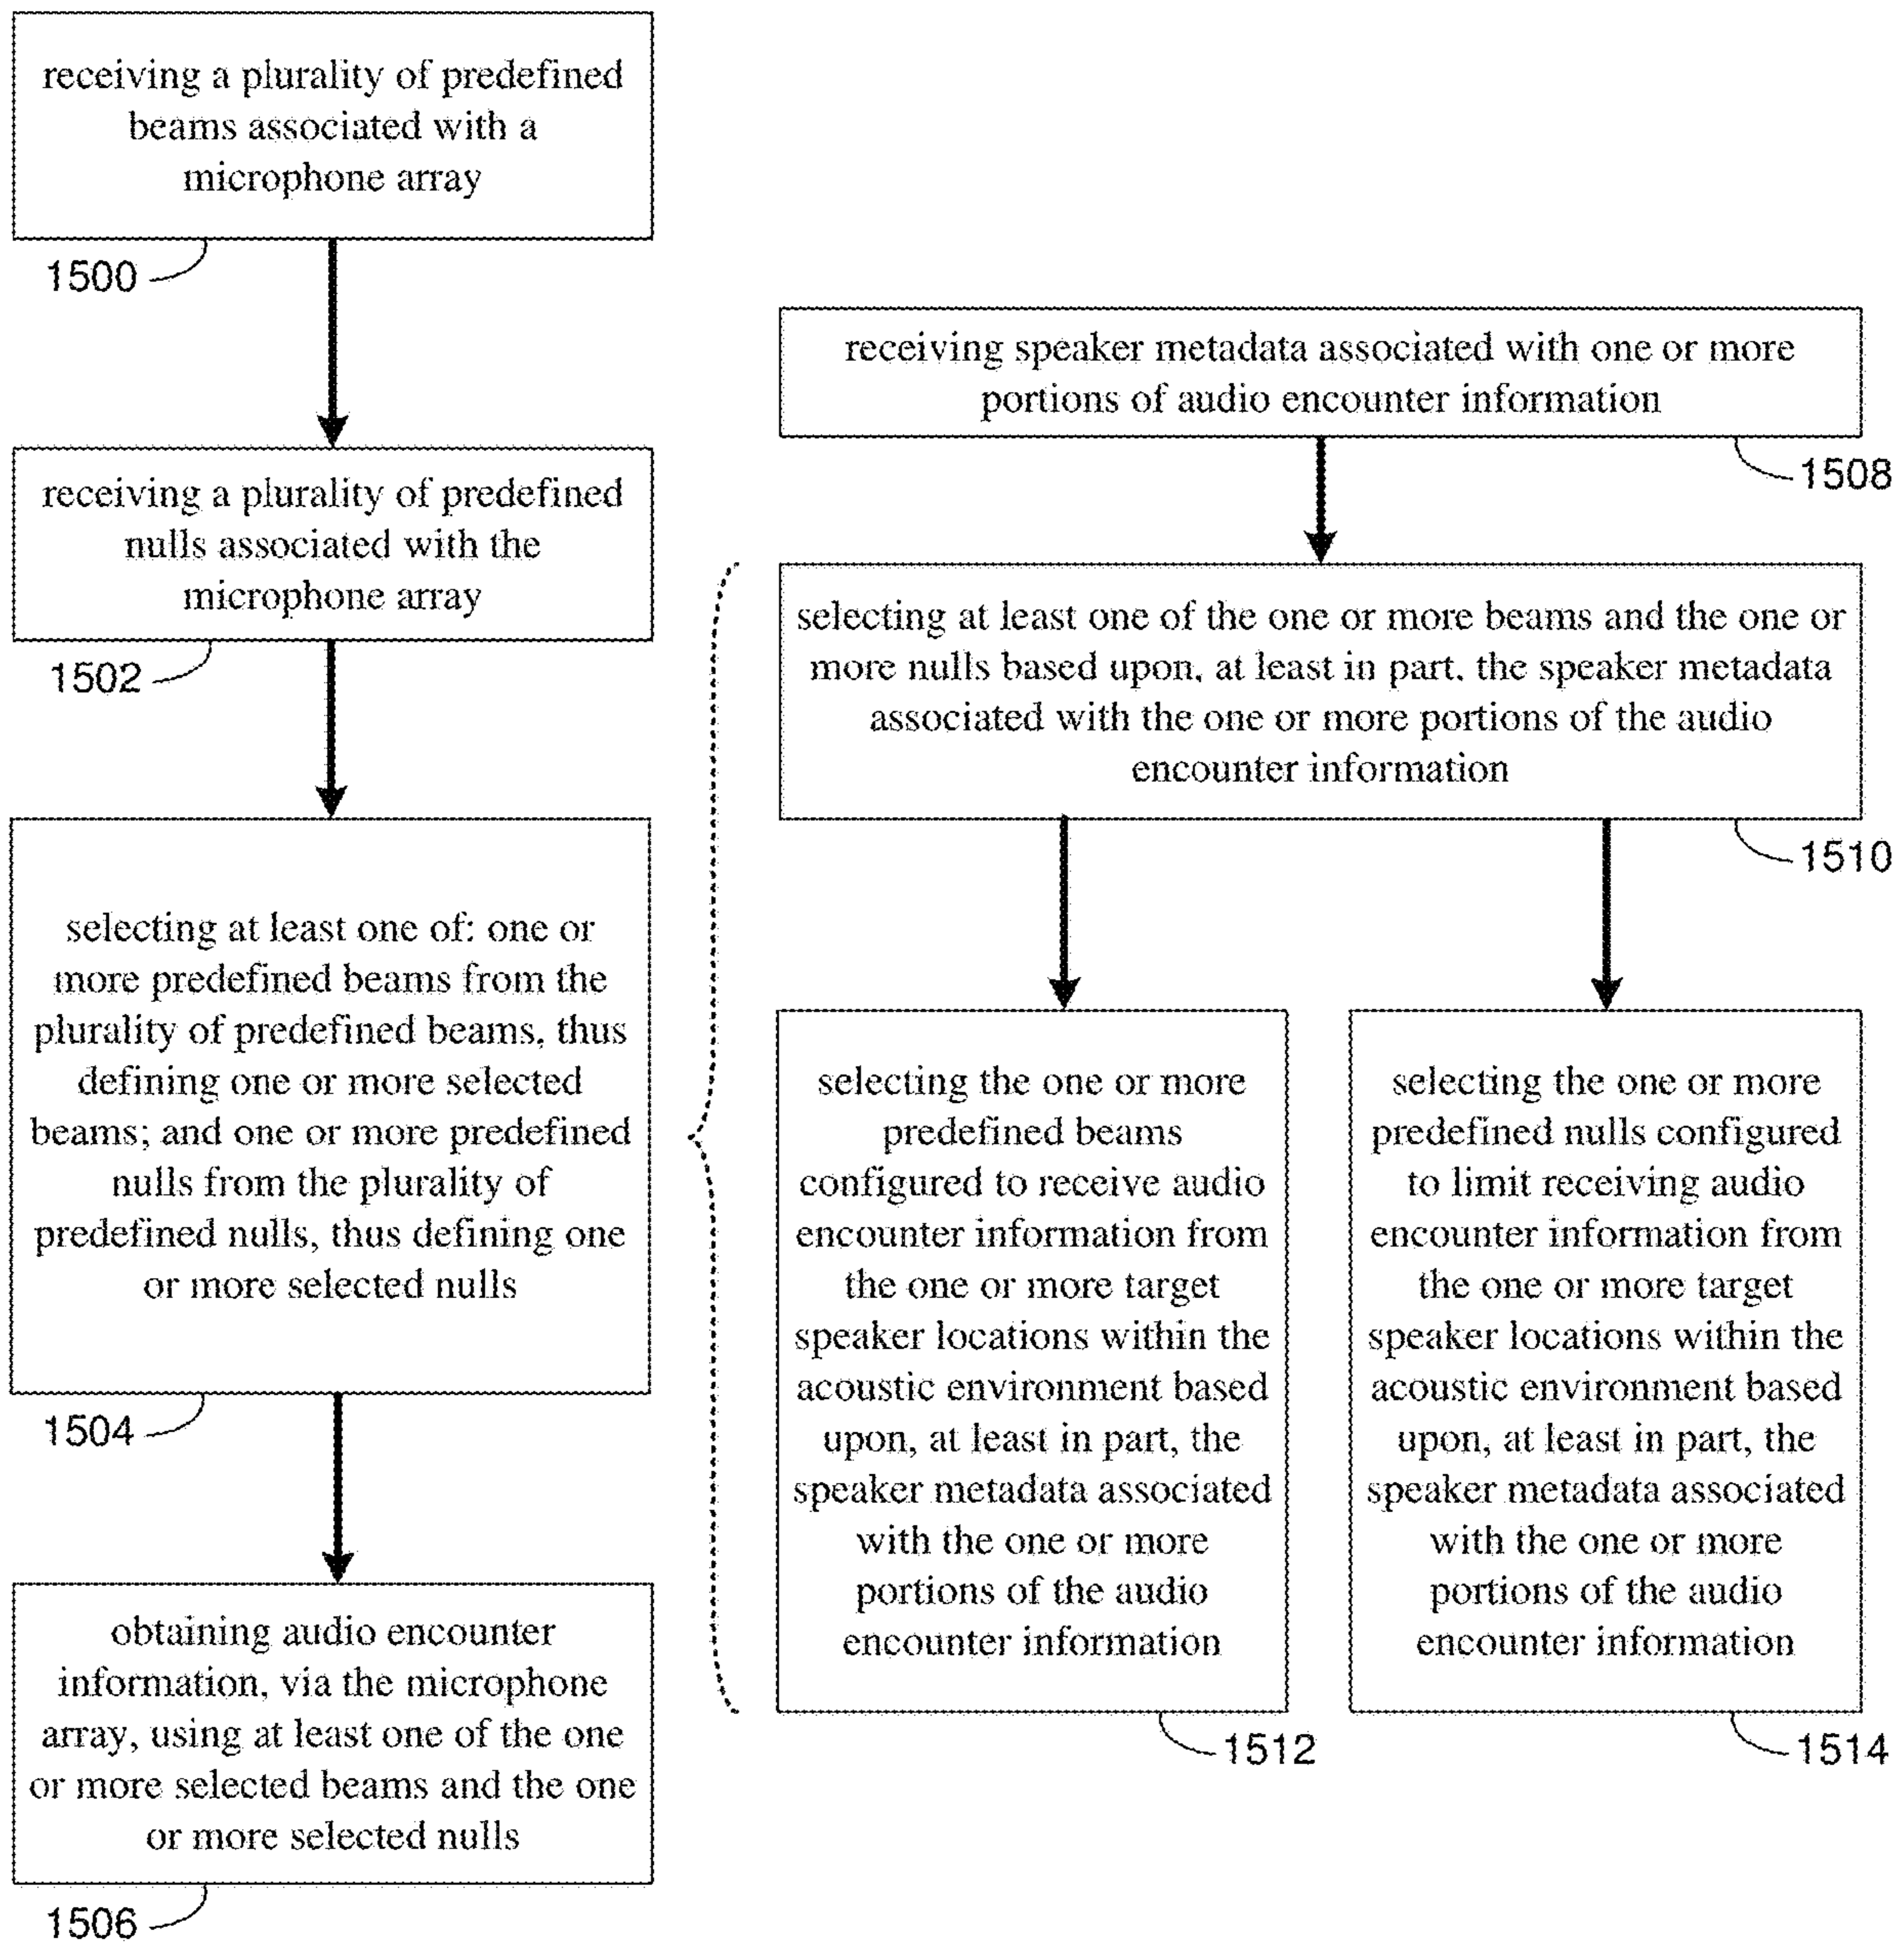 receiving a plurality of predefined
beams associated with a
microphone array
1500
receiving a plurality of predefined
nulls associated with the
microphone array
1502
selecting at least one of: one or
more predefined beams from the
plurality of predefined beams, thus
defining one or more selected
beams; and one or more predefined
nulls from the plurality of
predefined nulls, thus defining one
or more selected nulls
1504
obtaining audio encounter
information, via the microphone
array, using at least one of the one
or more selected beams and the one
or more selected nulls
1506
receiving speaker metadata associated with one or more
portions of audio encounter information
1508
selecting at least one of the one or more beams and the one or
more nulls based upon, at least in part, the speaker metadata
associated with the one or more portions of the audio
encounter information
1510
selecting the one or more
predefined beams
configured to receive audio
encounter information from
the one or more target
speaker locations within the
acoustic environment based
upon, at least in part, the
speaker metadata associated
with the one or more
portions of the audio
encounter information
1512
selecting the one or more
predefined nulls configured
to limit receiving audio
encounter information from
the one or more target
speaker locations within the
acoustic environment based
upon, at least in part, the
speaker metadata associated
with the one or more
portions of the audio
encounter information
1514